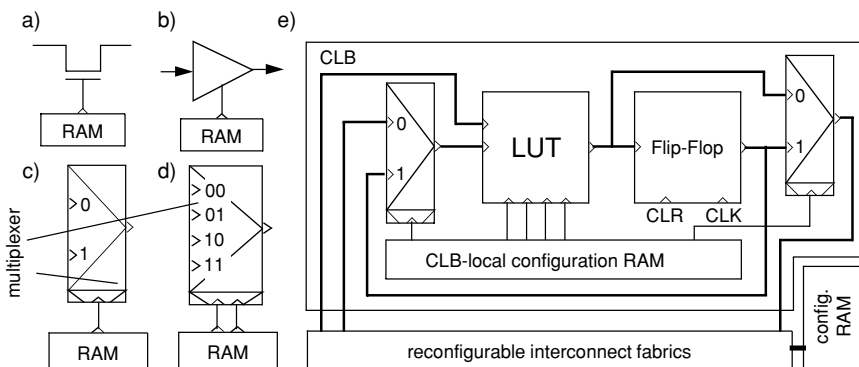 a)
b)
e)
RAM
RAM
c)
d)
0
1
00
01
10
11
multiplexer
RAM
RAM
CLB
0
1
LUT
Flip-Flop
CLR
CLK
0
1
CLB-local configuration RAM
reconfigurable interconnect fabrics
config.
RAM